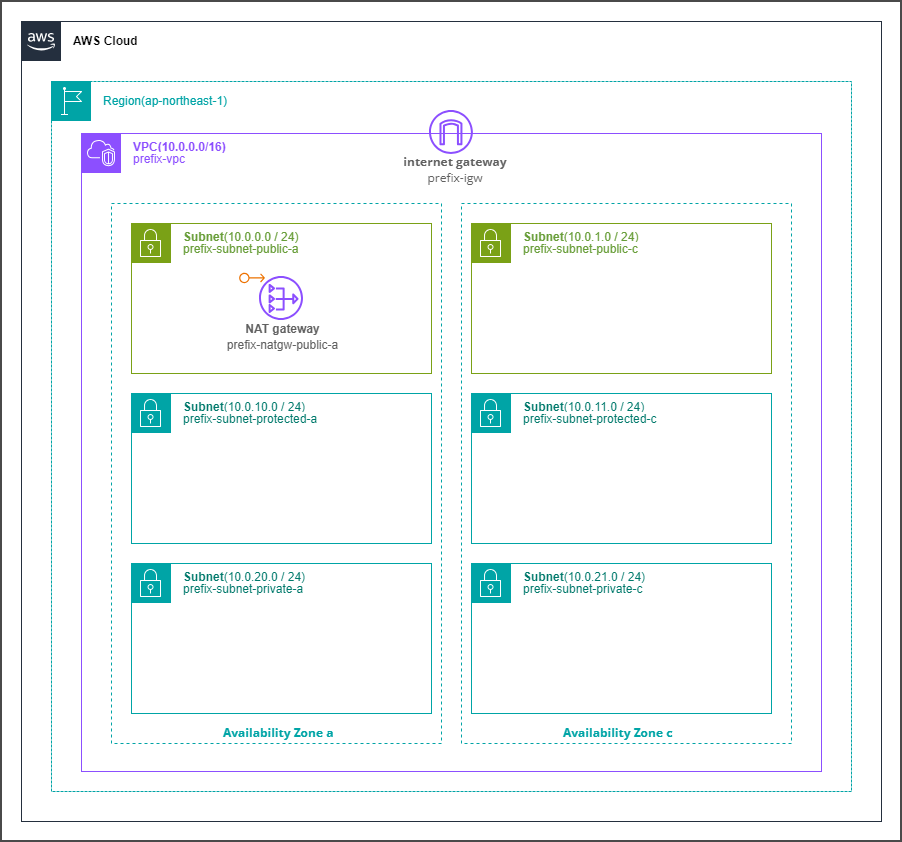 aws
AWS Cloud
Region(ap-northeast-1)
VPC(10.0.0.0/16)
prefix-vpc
internet gateway
prefix-igw
Subnet(10.0.0.0 / 24)
prefix-subnet-public-a
NAT gateway
prefix-natgw-public-a
Subnet(10.0.10.0 / 24)
prefix-subnet-protected-a
Subnet(10.0.20.0 / 24)
prefix-subnet-private-a
Availability Zone a
Subnet(10.0.1.0 / 24)
prefix-subnet-public-c
Subnet(10.0.11.0 / 24)
prefix-subnet-protected-c
Subnet(10.0.21.0 / 24)
prefix-subnet-private-c
Availability Zone c